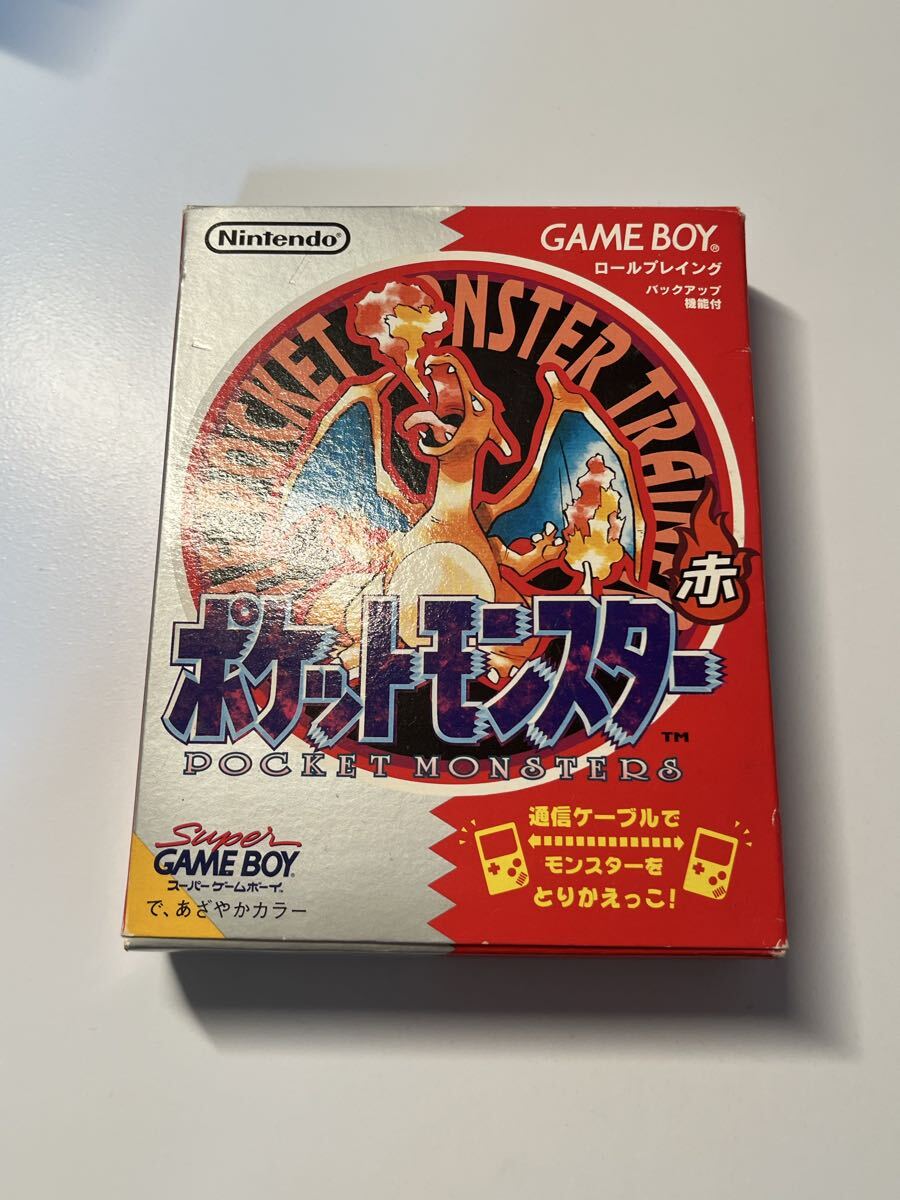 Nintendo®
GAME BOY®
ロールプレイング
バックアップ
機能付
POCKET MONSTER TRAIN
赤
ポケットモンスター
TM
POCKET MONSTERS
通信ケーブルで
モンスターを
とりかえっこ!
Super
GAME BOY
スーパーゲームボーイ
で、あざやかカラー